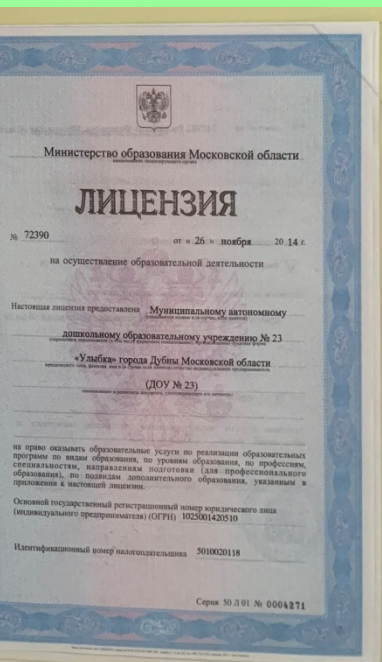 Министерство образования Московской области
наименование лицензирующего органа
ЛИЦЕНЗИЯ
№ 72390 от « 26 » ноября 20 14 г.
на осуществление образовательной деятельности
Настоящая лицензия предоставлена Муниципальному автономному
дошкольному образовательному учреждению № 23
«Улыбка» города Дубны Московской области
(ДОУ № 23)
на право оказывать образовательные услуги по реализации образовательных
программ по видам образования, по уровням образования, по профессиям,
специальностям, направлениям подготовки (для профессионального
образования), по подвидам дополнительного образования, указанным в
приложении к настоящей лицензии.
Основной государственный регистрационный номер юридического лица
(индивидуального предпринимателя) (ОГРН) 1025001420510
Идентификационный номер налогоплательщика 5010020118
Серия 50 Л 01 № 0004271